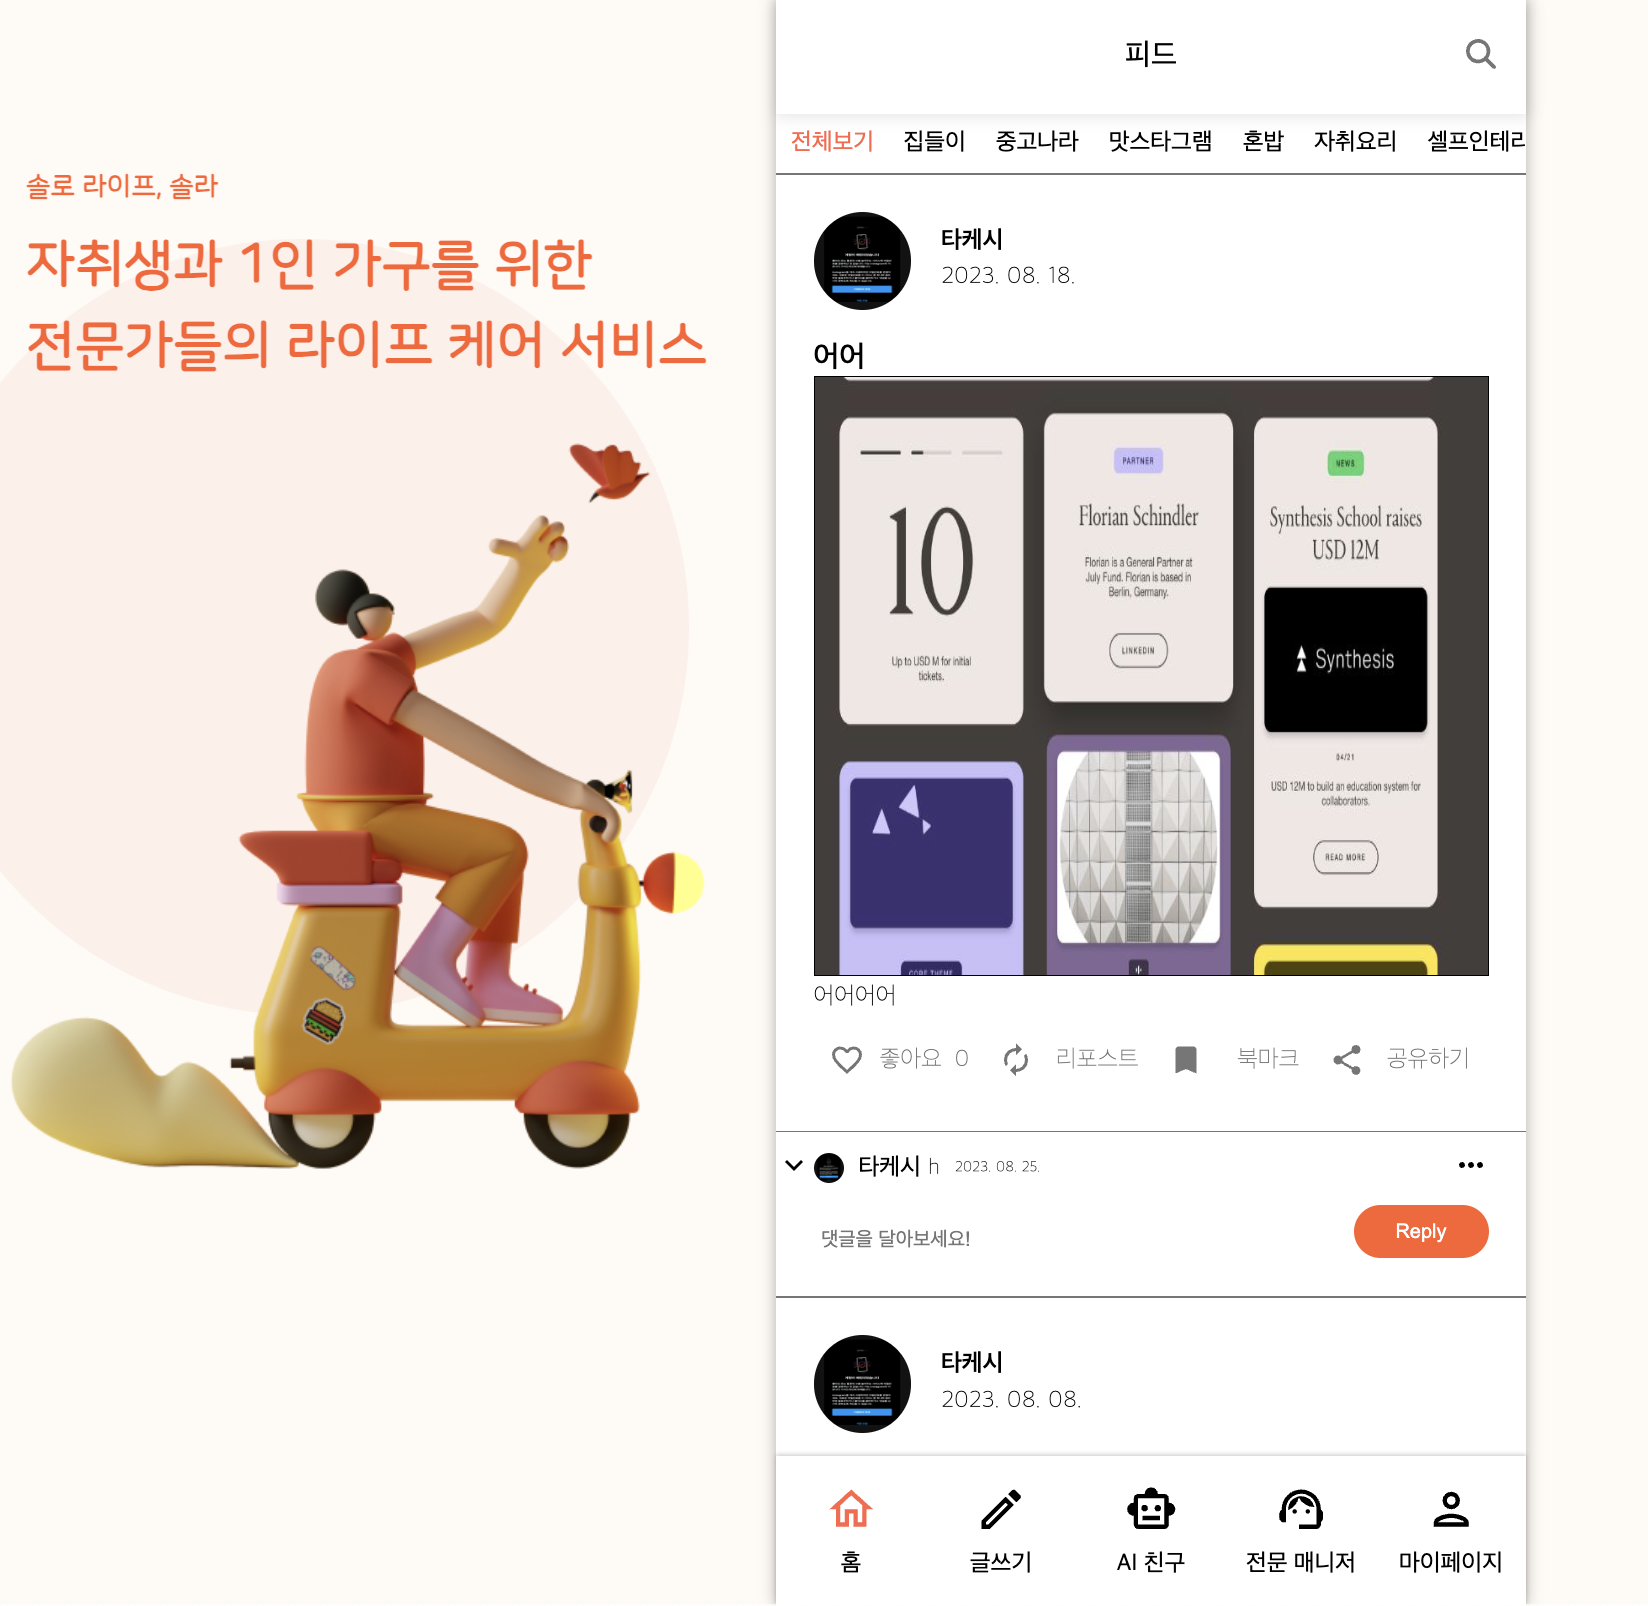 솔로 라이프, 솔라
자취생과 1인 가구를 위한
전문가들의 라이프 케어 서비스
피드
전체보기 집들이 중고나라 맛스타그램 혼밥 자취요리 셀프인테리
타케시
2023. 08. 18.
어어
10
Up to USD M for initial
tickets.
PARTNER
Florian Schindler
Florian is a General Partner at
July Fund. Florian is based in
Berlin, Germany.
LINKEDIN
NEWS
Synthesis School raises
USD 12M
Synthesis
04/21
USD 12M to build an education system for
collaborators.
READ MORE
CORE THEME
어어어어
좋아요 0 리포스트 북마크 공유하기
타케시 h 2023. 08. 25.
댓글을 달아보세요!
Reply
타케시
2023. 08. 08.
홈 글쓰기 AI 친구 전문 매니저 마이페이지